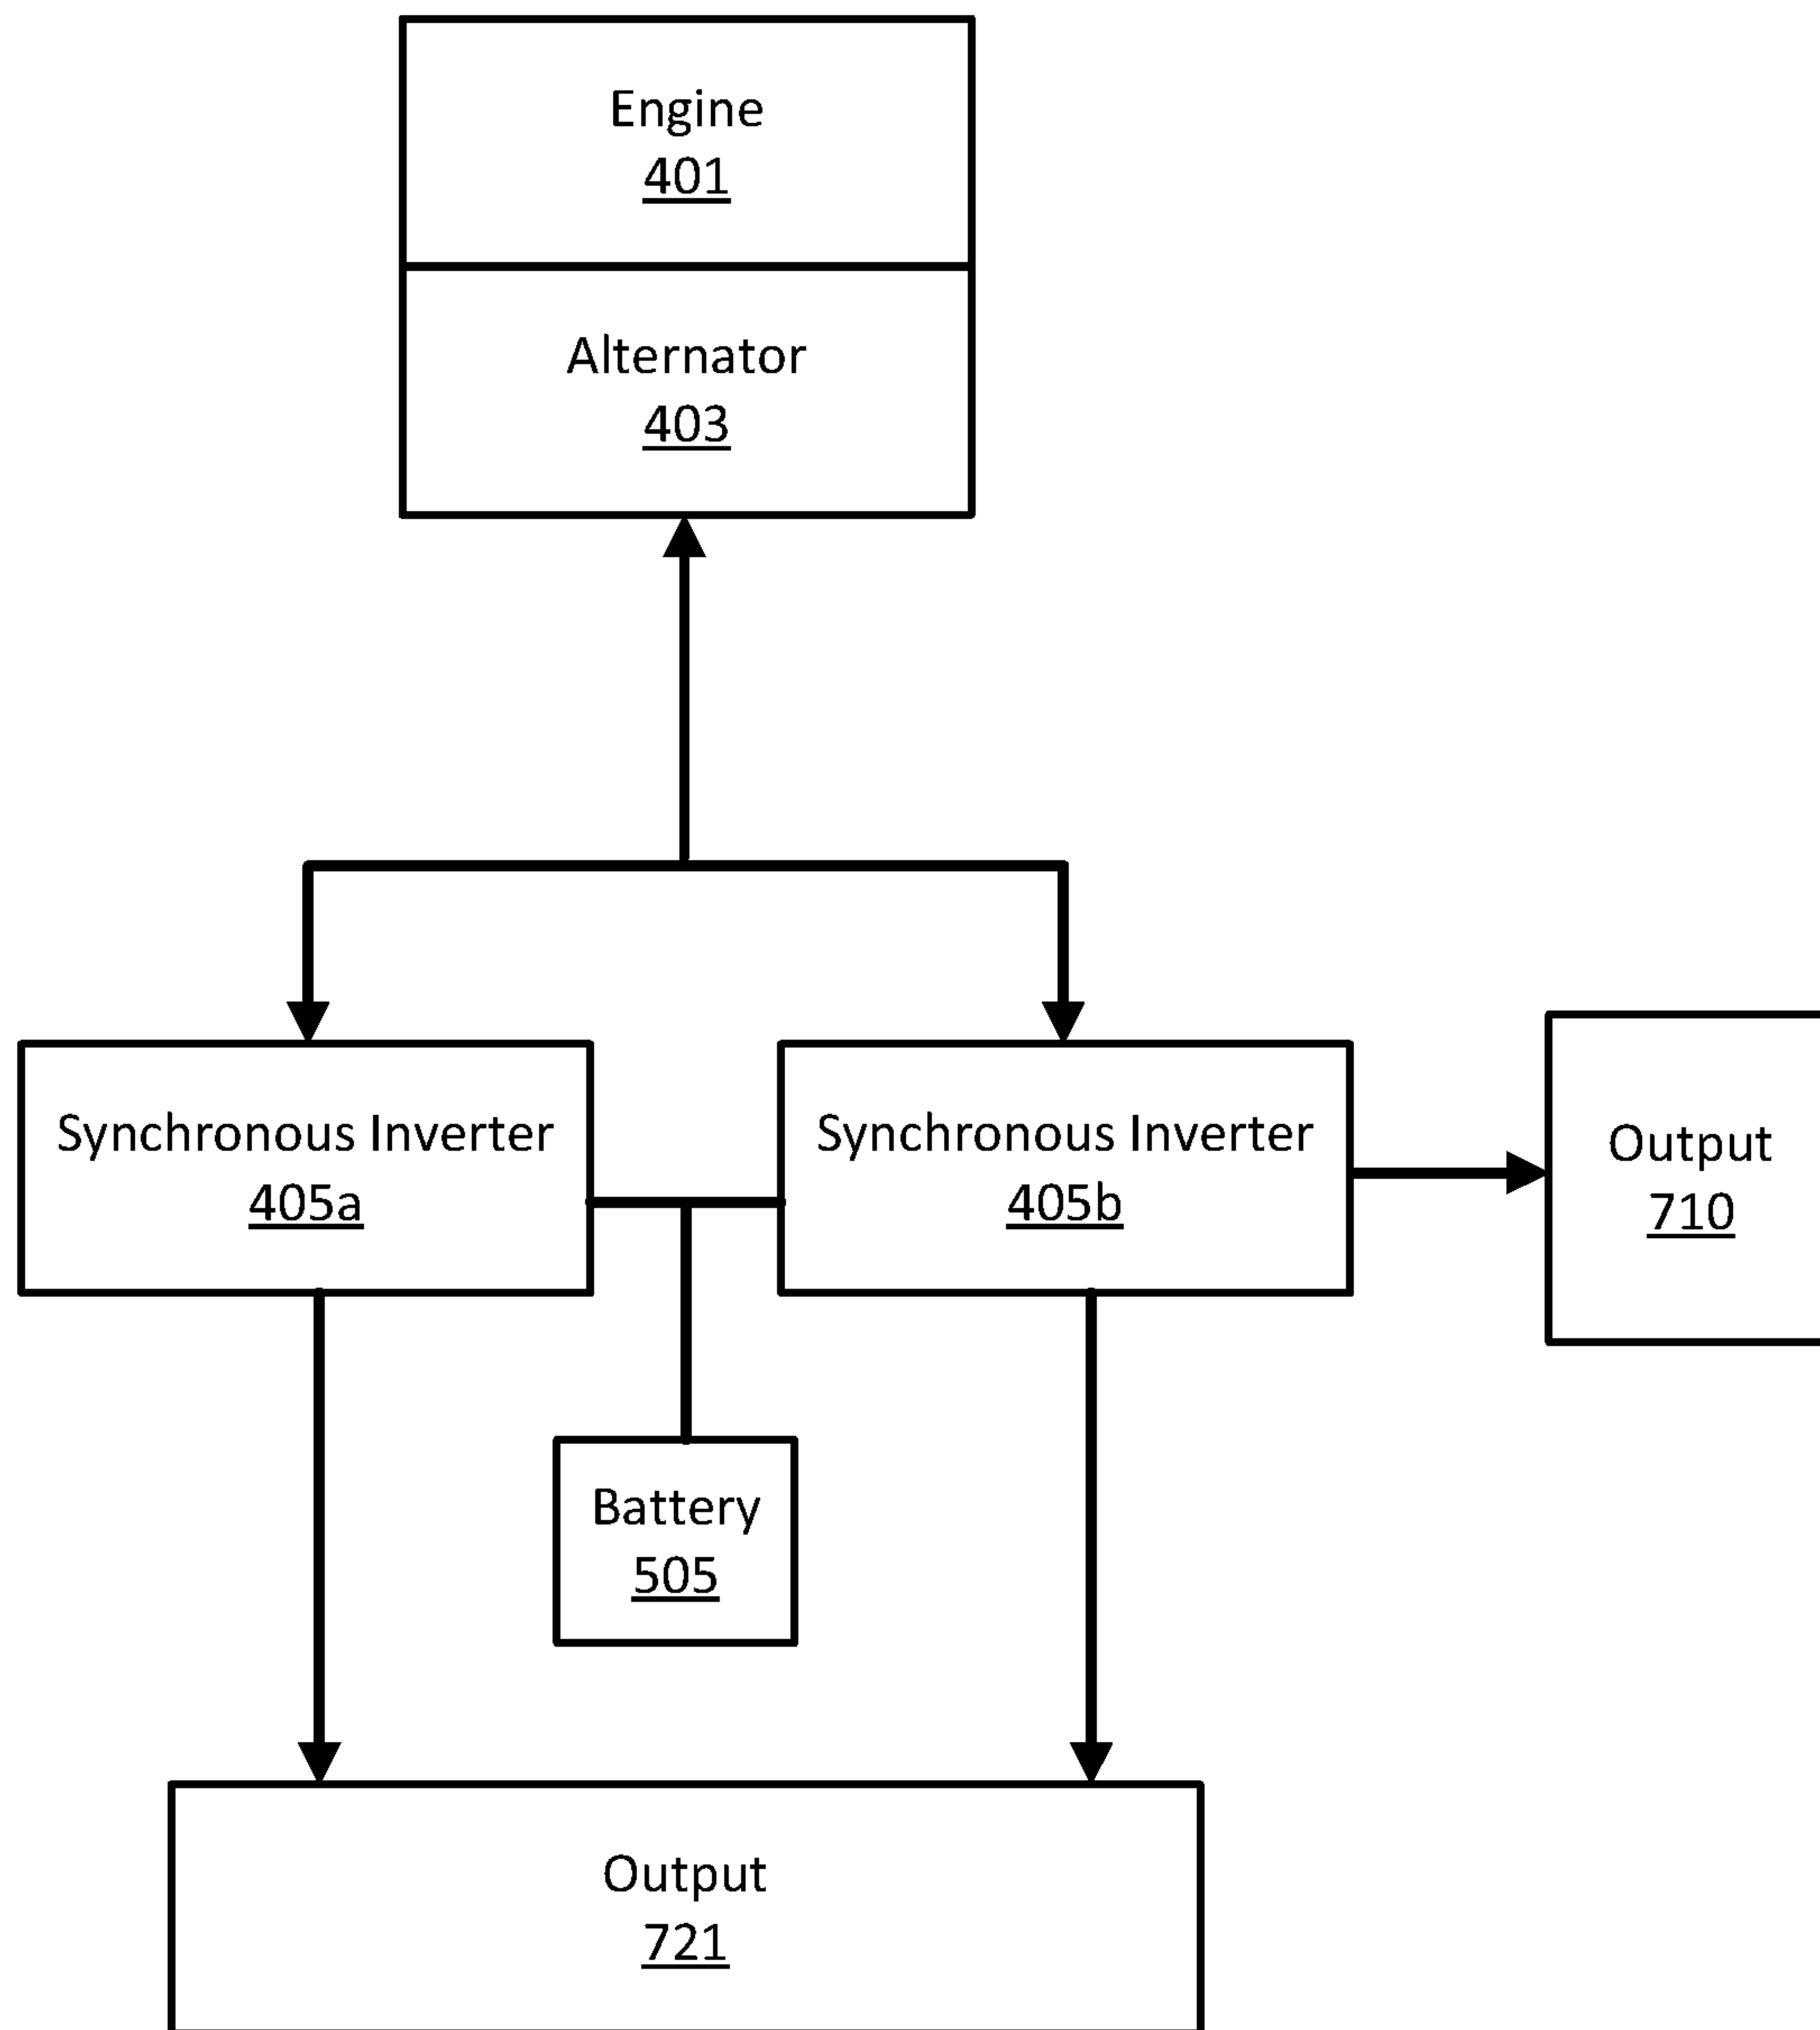 Engine
401
Alternator
403
Synchronous Inverter
405a
Synchronous Inverter
405b
Output
710
Battery
505
Output
721